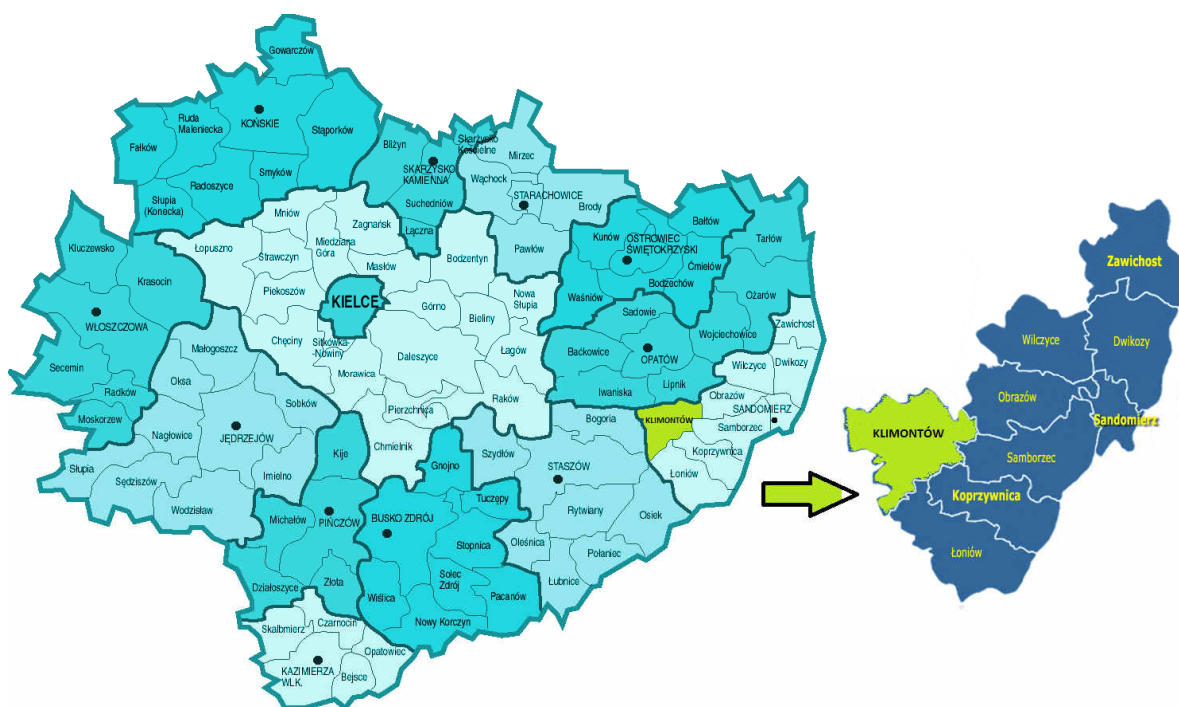 Gowarczów
Ruda
Maleniecka
KOŃSKIE
Stąporków
Fałków
Radoszyce
Smyków
Słupia
(Konecka)
Bliżyn
Skarżysko
Kościelne
SKARŻYSKO
KAMIENNA
Suchedniów
Łączna
Mirzec
Wąchock
STARACHOWICE
Brody
Pawłów
Kluczewsko
Krasocin
WŁOSZCZOWA
Secemin
Radków
Moskorzew
Łopuszno
Mniów
Zagnańsk
Strawczyn
Miedziana
Góra
Masłów
Bodzentyn
Piekoszów
KIELCE
Górno
Bieliny
Nowa
Słupia
Chęciny
Sitkówka
-Nowiny
Morawica
Daleszyce
Łagów
Pierzchnica
Raków
Chmielnik
Kunów
Bałtów
OSTROWIEC
ŚWIĘTOKRZYSKI
Ćmielów
Bodzechów
Waśniów
Tarłów
Ożarów
Sadowie
Wojciechowice
Baćkowice
OPATÓW
Iwaniska
Lipnik
Zawichost
Wilczyce
Dwikozy
Obrazów
SANDOMIERZ
KLIMONTÓW
Samborzec
Koprzywnica
Łoniów
Małogoszcz
Oksa
Sobków
Nagłowice
JĘDRZEJÓW
Słupia
Sędziszów
Imielno
Wodzisław
Kije
Michałów
PIŃCZÓW
Działoszyce
Złota
Gnojno
Tuczępy
BUSKO ZDRÓJ
Stopnica
Solec
Zdrój
Wiślica
Pacanów
Nowy Korczyn
Bogoria
Szydłów
STASZÓW
Rytwiany
Osiek
Oleśnica
Połaniec
Łubnice
Skalbmierz
Czarnocin
Opatowiec
KAZIMIERZA
WLK.
Bejsce
Zawichost
Wilczyce
Dwikozy
Obrazów
Sandomierz
KLIMONTÓW
Samborzec
Koprzywnica
Łoniów